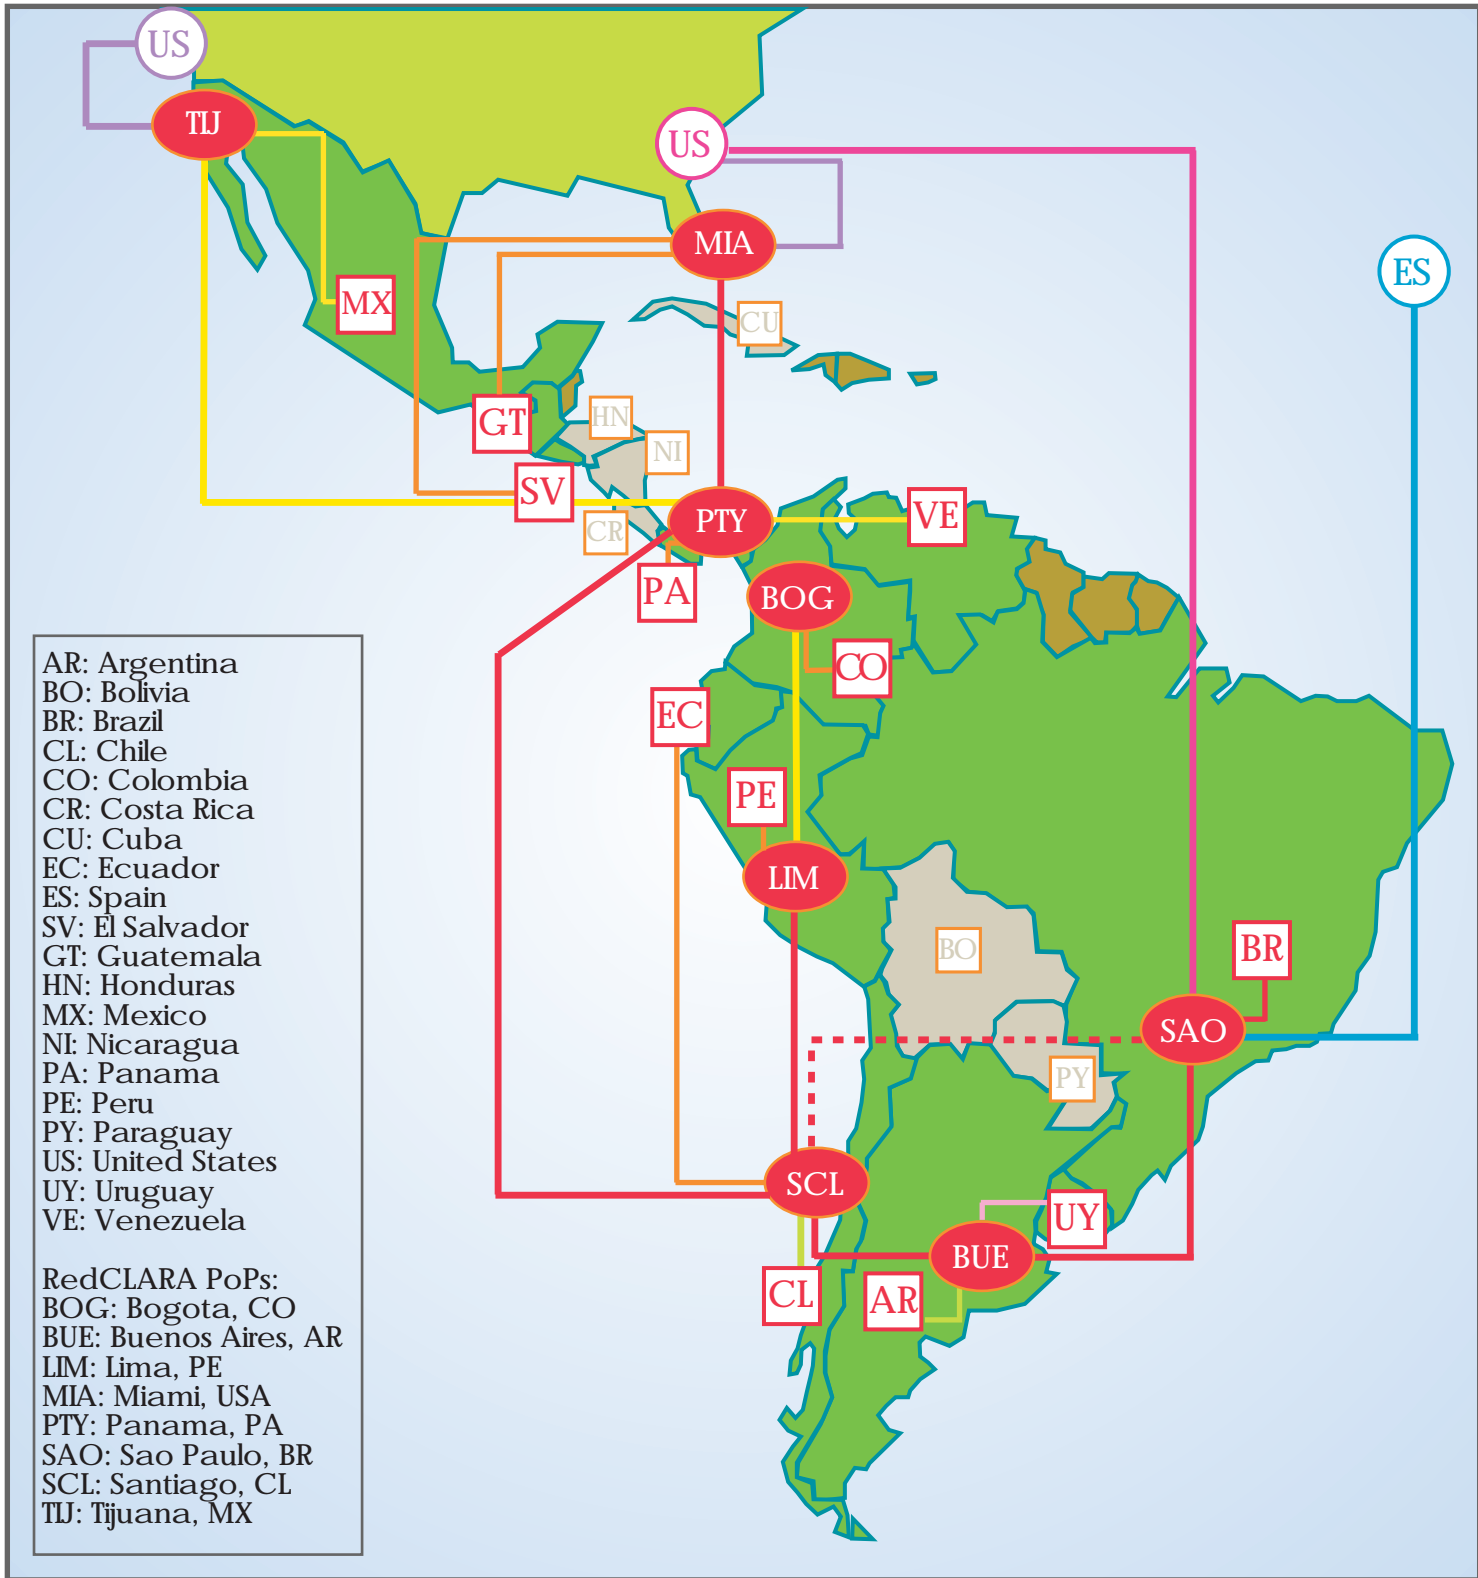 US
TIJ
US
MIA
ES
MX
CU
GT
HN
NI
SV
PTY
VE
CR
PA
BOG
CO
EC
PE
LIM
BR
BO
SAO
PY
SCL
UY
BUE
CL
AR
AR: Argentina
BO: Bolivia
BR: Brazil
CL: Chile
CO: Colombia
CR: Costa Rica
CU: Cuba
EC: Ecuador
ES: Spain
SV: El Salvador
GT: Guatemala
HN: Honduras
MX: Mexico
NI: Nicaragua
PA: Panama
PE: Peru
PY: Paraguay
US: United States
UY: Uruguay
VE: Venezuela
RedCLARA PoPs:
BOG: Bogota, CO
BUE: Buenos Aires, AR
LIM: Lima, PE
MIA: Miami, USA
PTY: Panama, PA
SAO: Sao Paulo, BR
SCL: Santiago, CL
TIJ: Tijuana, MX